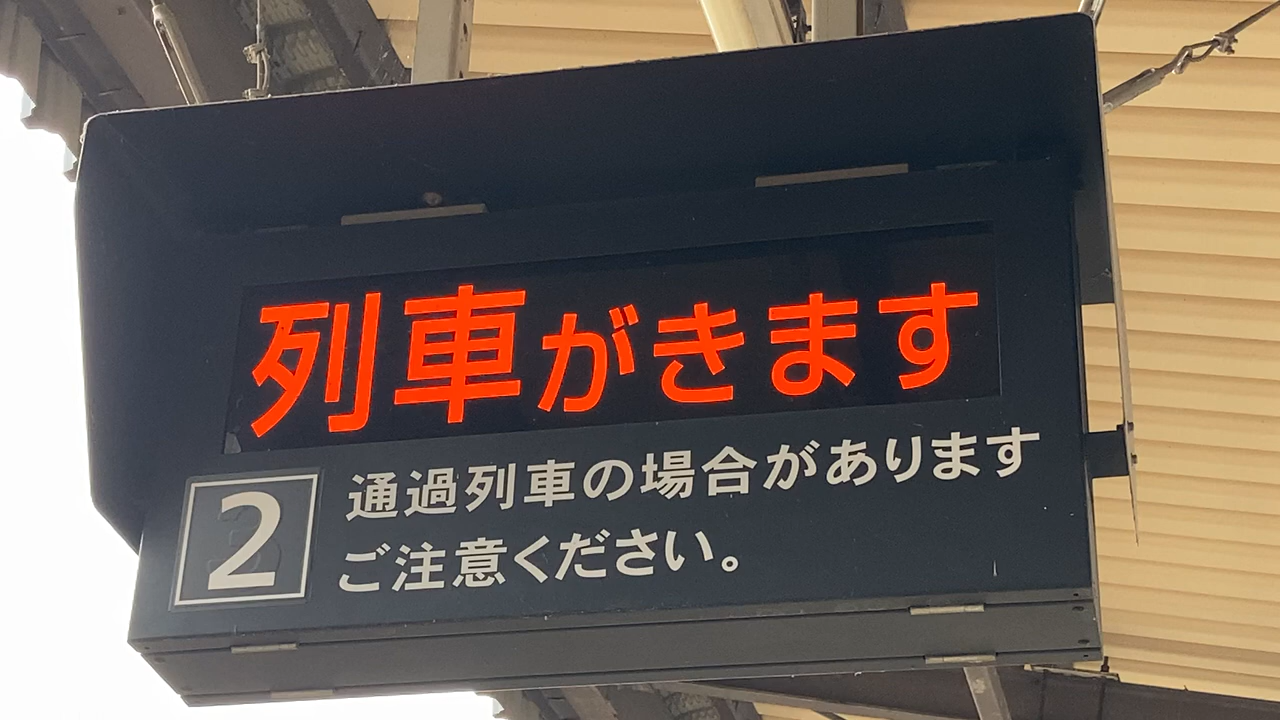 列車がきます
2
通過列車の場合があります
ご注意ください。